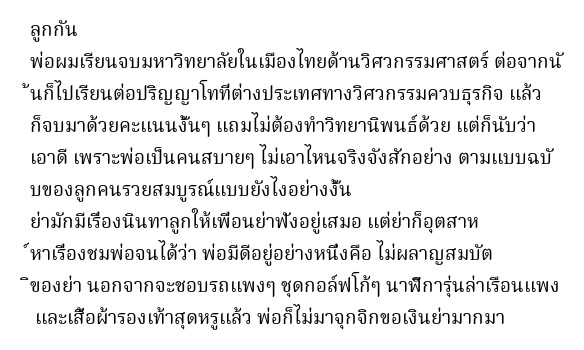 ลูกกัน
พ่อผมเรียนจบมหาวิทยาลัยในเมืองไทยด้านวิศวกรรมศาสตร์ ต่อจากนั
้นก็ไปเรียนต่อปริญญาโทที่ต่างประเทศทางวิศวกรรมควบธุรกิจ แล้ว
ก็จบมาด้วยคะแนนงั้นๆ แถมไม่ต้องทำวิทยานิพนธ์ด้วย แต่ก็นับว่า
เอาดี เพราะพ่อเป็นคนสบายๆ ไม่เอาไหนจริงจังสักอย่าง ตามแบบฉบั
บของลูกคนรวยสมบูรณ์แบบยังไงอย่างงั้น
ย่ามักมีเรื่องนินทาลูกให้เพื่อนย่าฟังอยู่เสมอ แต่ย่าก็อุตสาห
์หาเรื่องชมพ่อจนได้ว่า พ่อมีดีอยู่อย่างหนึ่งคือ ไม่ผลาญสมบัต
ิของย่า นอกจากจะชอบรถแพงๆ ชุดกอล์ฟโก้ๆ นาฬิการุ่นล่าเรือนแพง
และเสื้อผ้ารองเท้าสุดหรูแล้ว พ่อก็ไม่มาจุกจิกขอเงินย่ามากมา